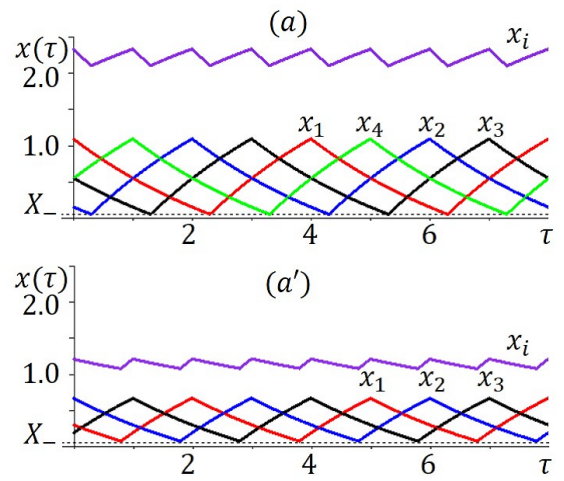 (a)
x(τ)
x_i
2.0
1.0
x_1 x_4 x_2 x_3
X_−
2 4 6 τ
(a′)
x(τ)
2.0
x_i
1.0
x_1 x_2 x_3
X_−
2 4 6 τ